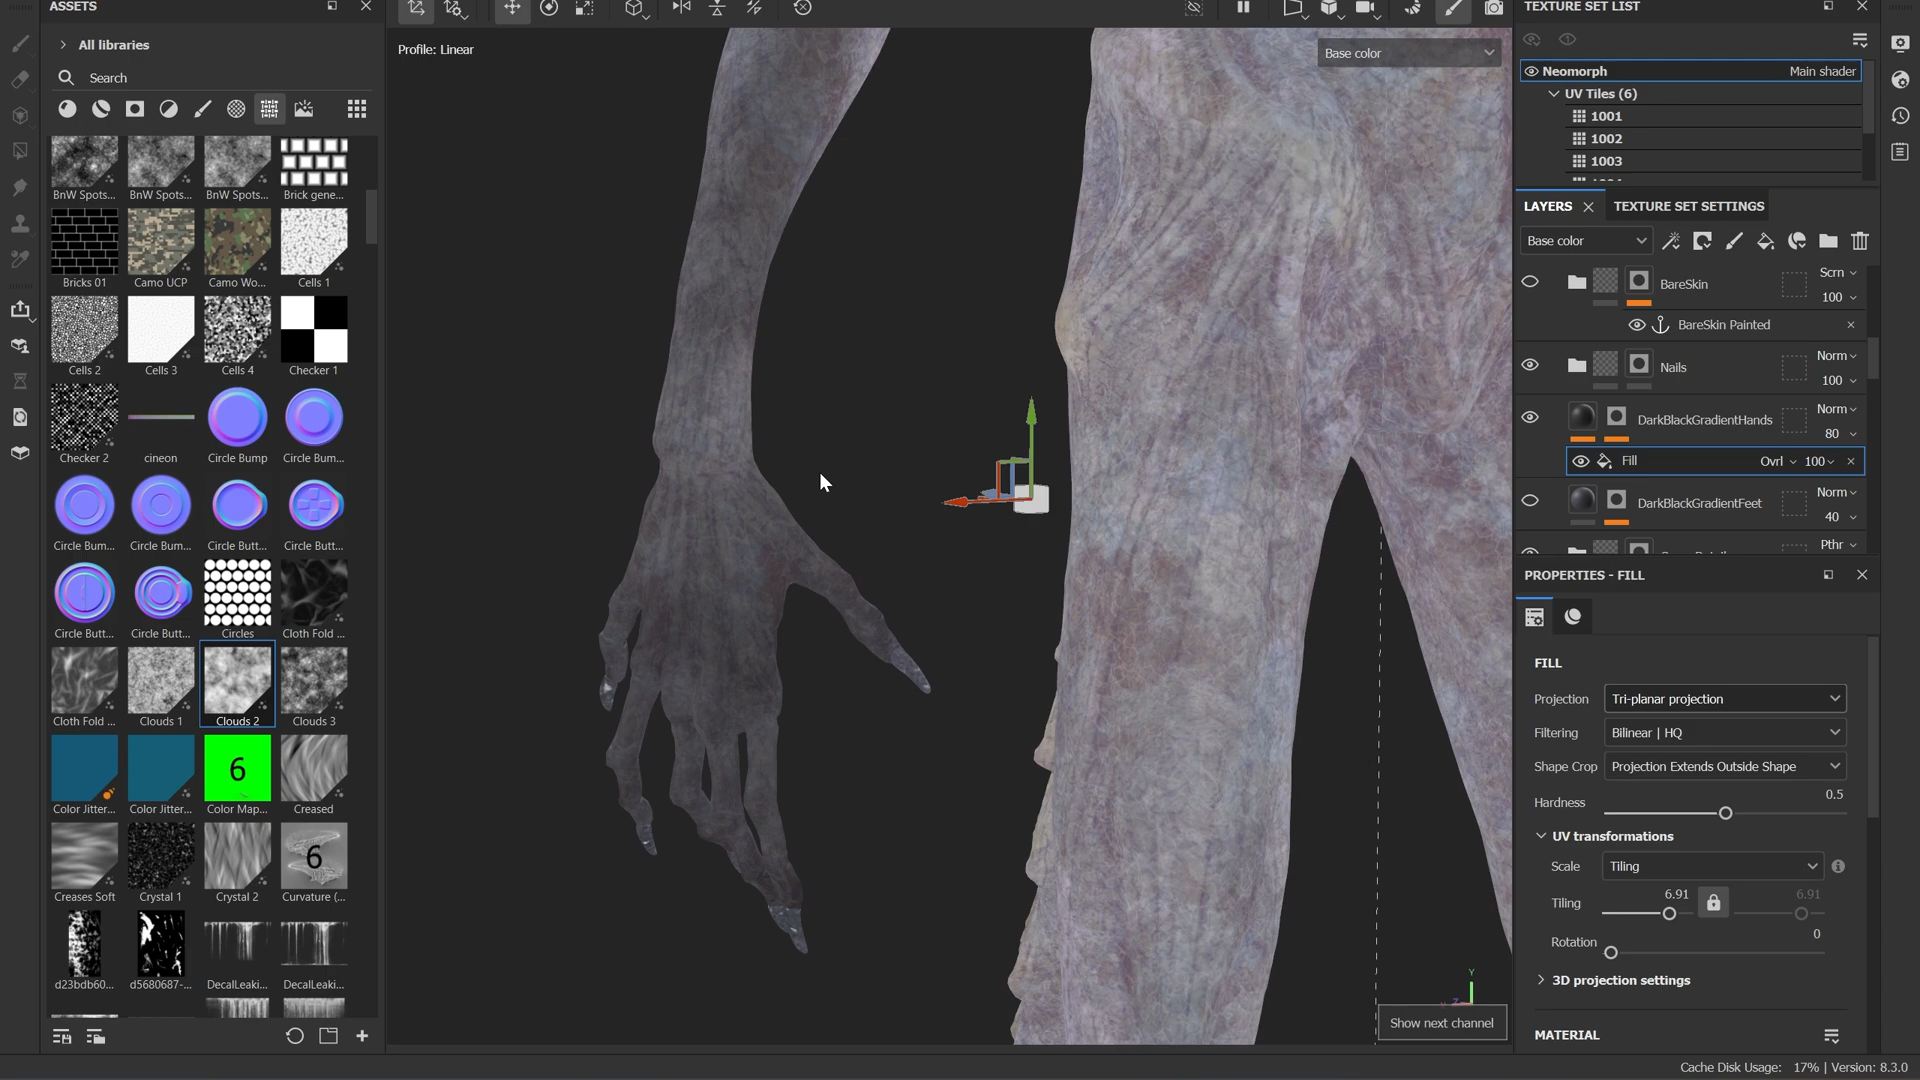 ASSETS
All libraries
Search
BnW Spots... BnW Spots... BnW Spots... Brick gene...
Bricks 01 Camo UCP Camo Wo... Cells 1
Cells 2 Cells 3 Cells 4 Checker 1
Checker 2 cineon Circle Bump Circle Bum...
Circle Bum... Circle Bum... Circle Butt... Circle Butt...
Circle Butt... Circle Butt... Circles Cloth Fold ...
Cloth Fold ... Clouds 1 Clouds 2 Clouds 3
6
Color Jitter... Color Jitter... Color Map... Creased
6
Creases Soft Crystal 1 Crystal 2 Curvature (...
d23bdb60... d5680687-... DecalLeaki... DecalLeaki...
Profile: Linear
Base color
Y
Show next channel
TEXTURE SET LIST
Neomorph Main shader
UV Tiles (6)
1001
1002
1003
LAYERS TEXTURE SET SETTINGS
Base color
BareSkin Scrn 100
BareSkin Painted
Nails Norm 100
DarkBlackGradientHands Norm 80
Fill Ovrl 100
DarkBlackGradientFeet Norm 40
Pthr
PROPERTIES - FILL
FILL
Projection Tri-planar projection
Filtering Bilinear | HQ
Shape Crop Projection Extends Outside Shape
Hardness 0.5
UV transformations
Scale Tiling
Tiling 6.91 6.91
Rotation 0
3D projection settings
MATERIAL
Cache Disk Usage: 17% | Version: 8.3.0